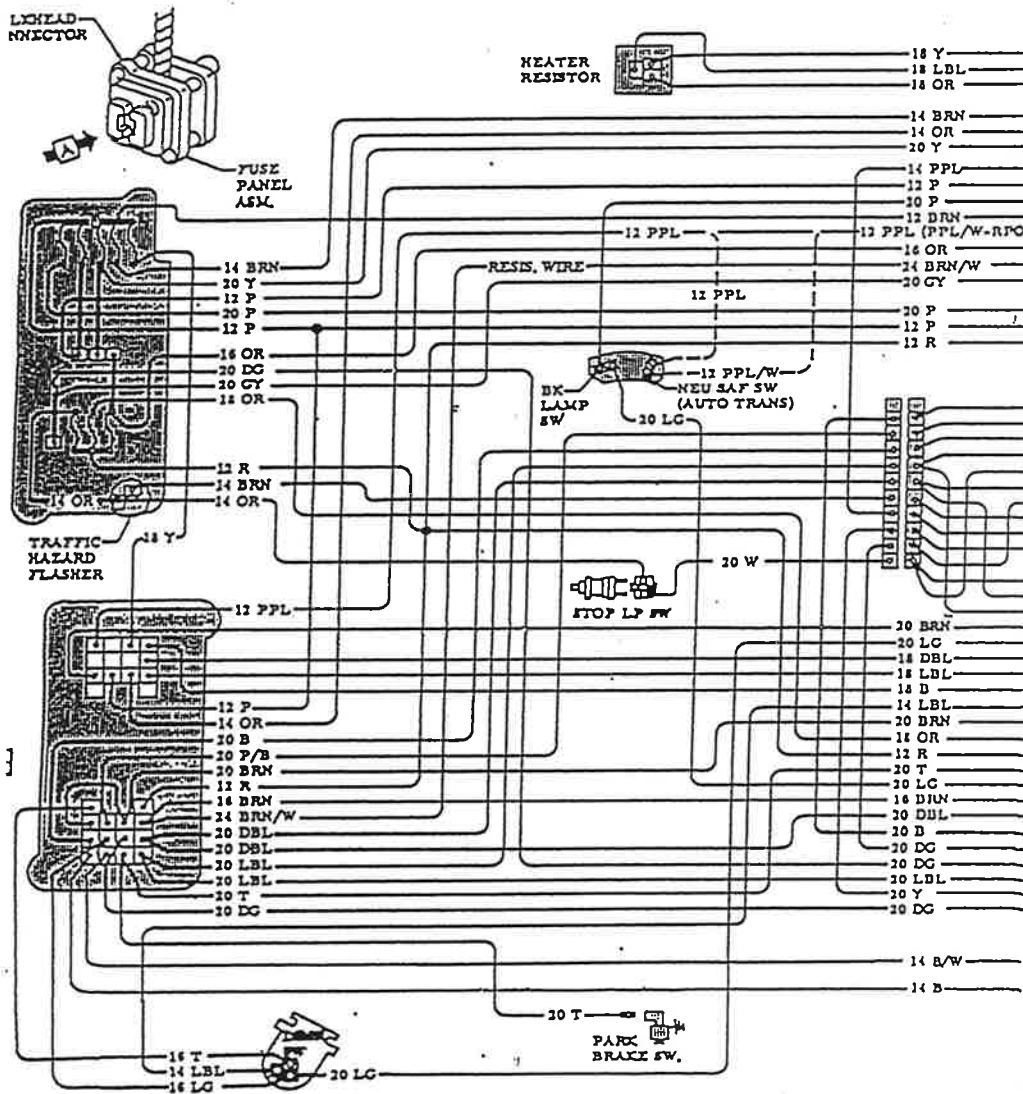 NNECTOR
HEATER
RESISTOR
18 Y
18 LBL
18 OR
14 BRN
14 OR
20 Y
14 PPL
12 P
20 P
12 BRN
12 PPL
12 PPL (PPL/W-RPO
16 OR
RESIS. WIRE
24 BRN/W
20 GY
12 PPL
20 P
12 P
12 R
A
FUSE
PANEL
ASM.
14 BRN
20 Y
12 P
20 P
12 P
16 OR
20 DG
20 GY
18 OR
12 R
14 BRN
14 OR
14 OR
TRAFFIC
HAZARD
FLASHER
18 Y
BK
LAMP
SW
12 PPL/W
NEU SAF SW
(AUTO TRANS)
20 LG
20 W
STOP LP SW
12 PPL
12 P
14 OR
20 B
20 P/B
20 BRN
12 R
16 BRN
24 BRN/W
20 DBL
20 DBL
20 LBL
20 LBL
20 T
20 DG
20 BRN
20 LG
18 DBL
18 LBL
18 B
14 LBL
20 BRN
18 OR
12 R
20 T
20 LG
16 BRN
20 DBL
20 B
20 DG
20 DG
20 LBL
20 Y
20 DG
14 B/W
14 B
20 T
PARK
BRAKE SW.
16 T
14 LBL
16 LG
20 LG